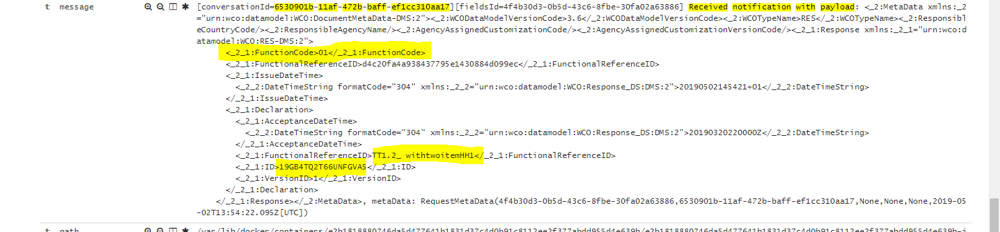 t message [conversationId=6530901b-11af-472b-baff-ef1cc310aa17][fieldsId=4f4b30d3-0b5d-43c6-8fbe-30fa02a63886] Received notification with payload: <_2:MetaData xmlns:_2
="urn:wco:datamodel:WCO:DocumentMetaData-DMS:2"><_2:WCODataModelVersionCode>3.6</_2:WCODataModelVersionCode><_2:WCOTypeName>RES</_2:WCOTypeName><_2:Responsibl
eCountryCode/><_2:ResponsibleAgencyName/><_2:AgencyAssignedCustomizationCode/><_2:AgencyAssignedCustomizationVersionCode/><_2_1:Response xmlns:_2_1="urn:wco:d
atamodel:WCO:RES-DMS:2">
<_2_1:FunctionCode>01</_2_1:FunctionCode>
<_2_1:FunctionalReferenceID>d4c20fa4a938437795e1430884d099ec</_2_1:FunctionalReferenceID>
<_2_1:IssueDateTime>
<_2_2:DateTimeString formatCode="304" xmlns:_2_2="urn:wco:datamodel:WCO:Response_DS:DMS:2">20190502145421+01</_2_2:DateTimeString>
</_2_1:IssueDateTime>
<_2_1:Declaration>
<_2_1:AcceptanceDateTime>
<_2_2:DateTimeString formatCode="304" xmlns:_2_2="urn:wco:datamodel:WCO:Response_DS:DMS:2">20190320220000Z</_2_2:DateTimeString>
</_2_1:AcceptanceDateTime>
<_2_1:FunctionalReferenceID>TT1.2_ withtwoitemHH1</_2_1:FunctionalReferenceID>
<_2_1:ID>19GB4TQ2T66UNFGVA5</_2_1:ID>
<_2_1:VersionID>1</_2_1:VersionID>
</_2_1:Declaration>
</_2_1:Response></_2:MetaData>, metaData: RequestMetaData(4f4b30d3-0b5d-43c6-8fbe-30fa02a63886,6530901b-11af-472b-baff-ef1cc310aa17,None,None,None,2019-05
-02T13:54:22.095Z[UTC])
t path